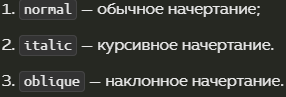 1. normal — обычное начертание;
2. italic — курсивное начертание.
3. oblique — наклонное начертание.